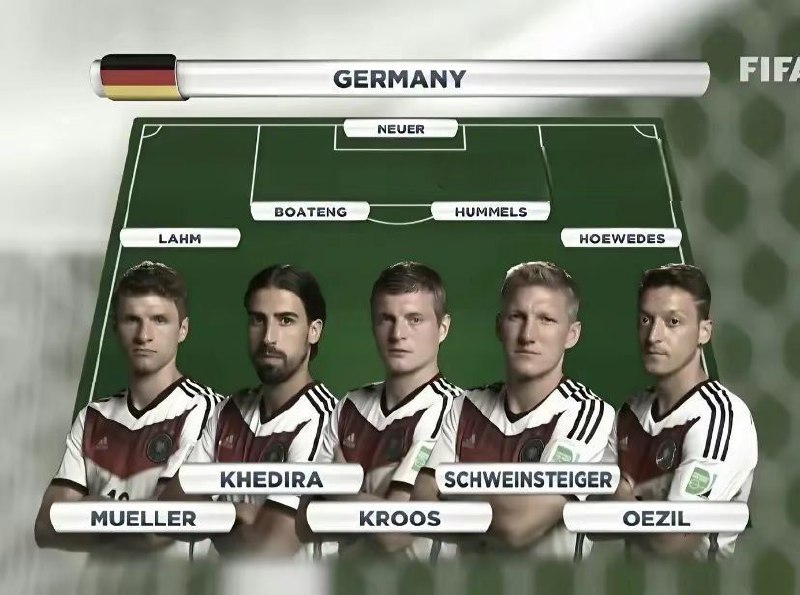 GERMANY
FIFA
NEUER
BOATENG
HUMMELS
LAHM
HOEWEDES
KHEDIRA
SCHWEINSTEIGER
MUELLER
KROOS
OEZIL